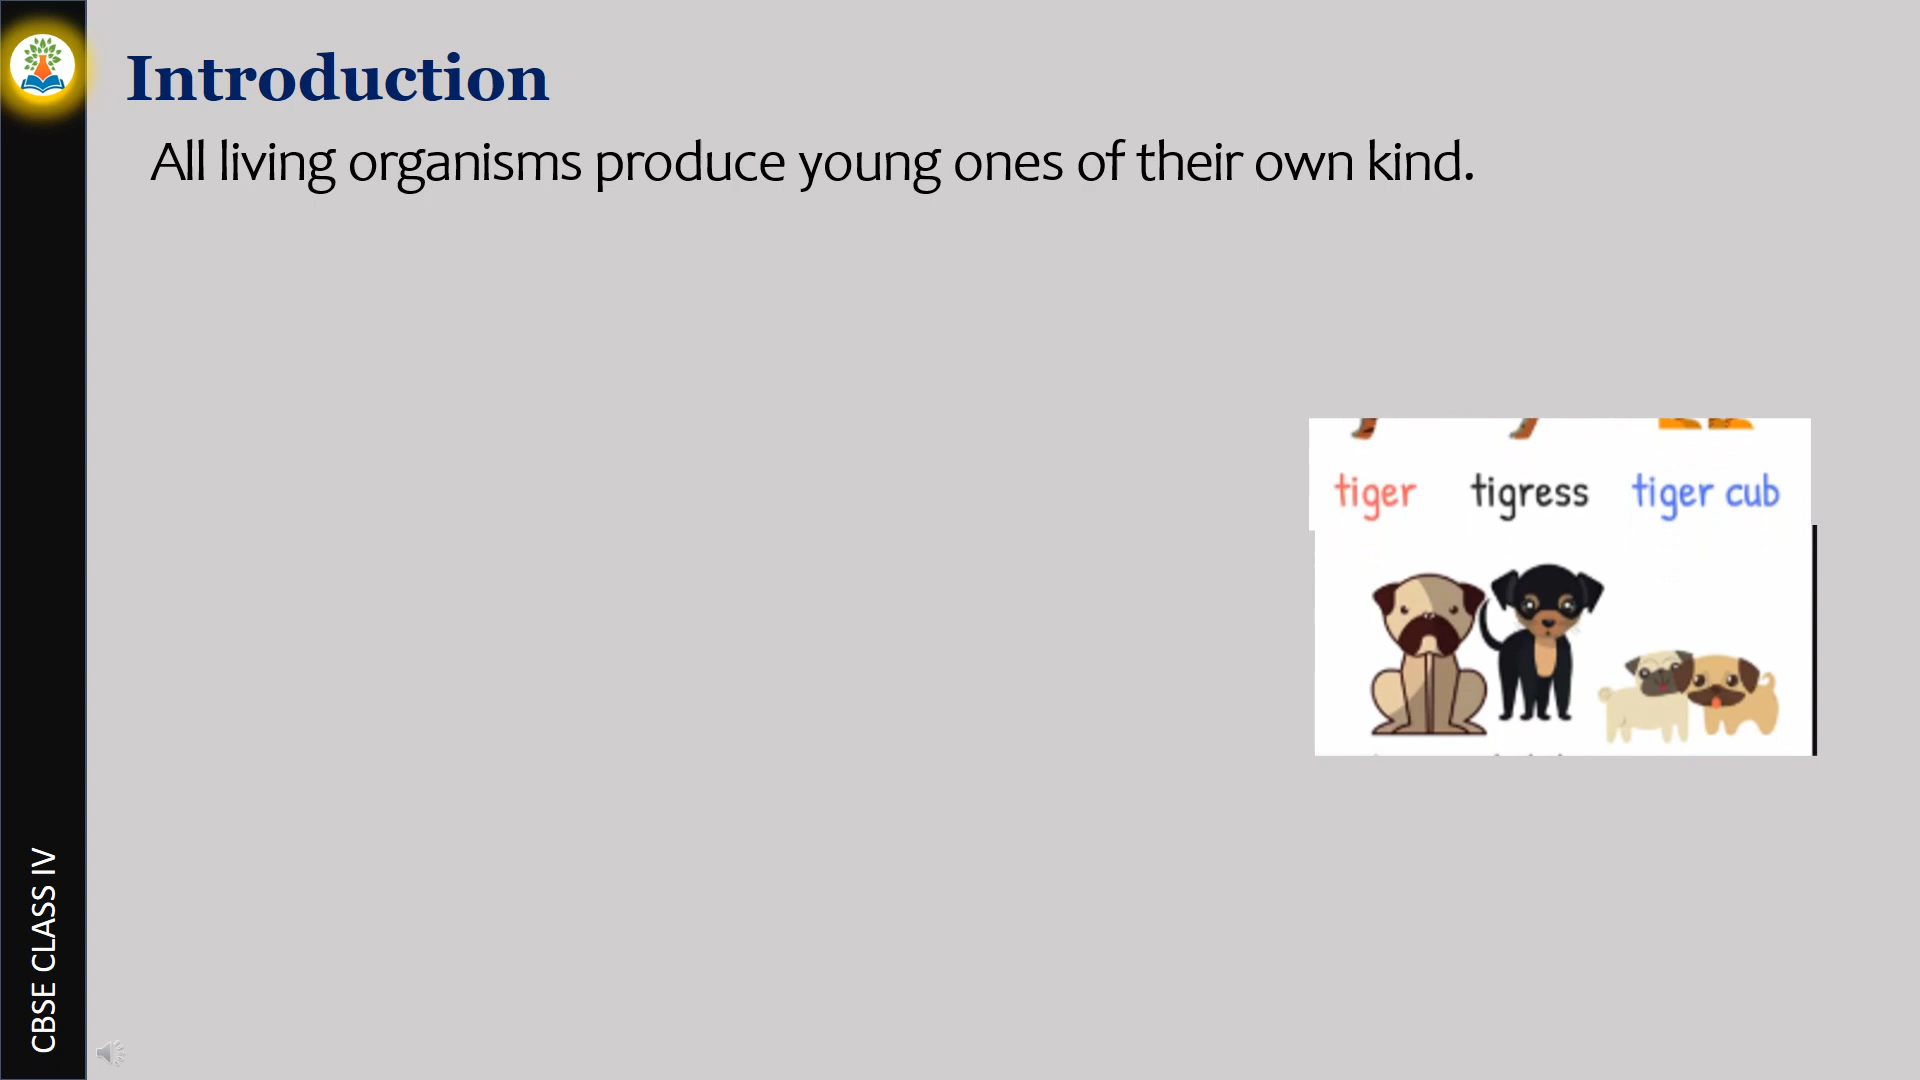 Introduction
All living organisms produce young ones of their own kind.
tiger tigress tiger cub
CBSE CLASS IV